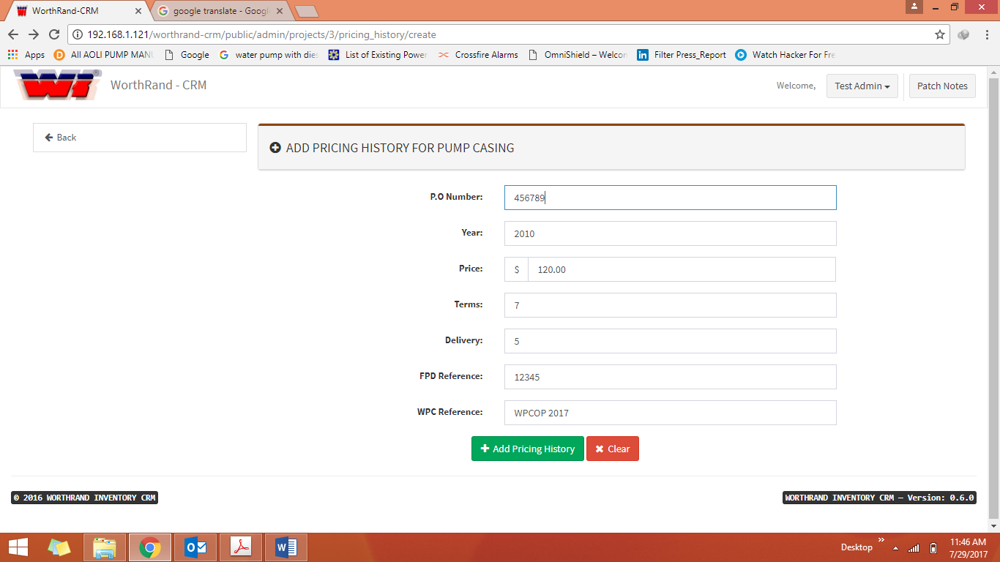 WorthRand-CRM
google translate - Googl
192.168.1.121/worthrand-crm/public/admin/projects/3/pricing_history/create
Apps
All AOLI PUMP MANU
Google
water pump with dies
List of Existing Power
Crossfire Alarms
OmniShield – Welcom
Filter Press_Report
Watch Hacker For Fre
WI ®
WorthRand - CRM
Welcome,
Test Admin
Patch Notes
Back
ADD PRICING HISTORY FOR PUMP CASING
P.O Number: 456789
Year: 2010
Price: $ 120.00
Terms: 7
Delivery: 5
FPD Reference: 12345
WPC Reference: WPCOP 2017
Add Pricing History
Clear
© 2016 WORTHRAND INVENTORY CRM
WORTHRAND INVENTORY CRM — Version: 0.6.0
Desktop
11:46 AM
7/29/2017